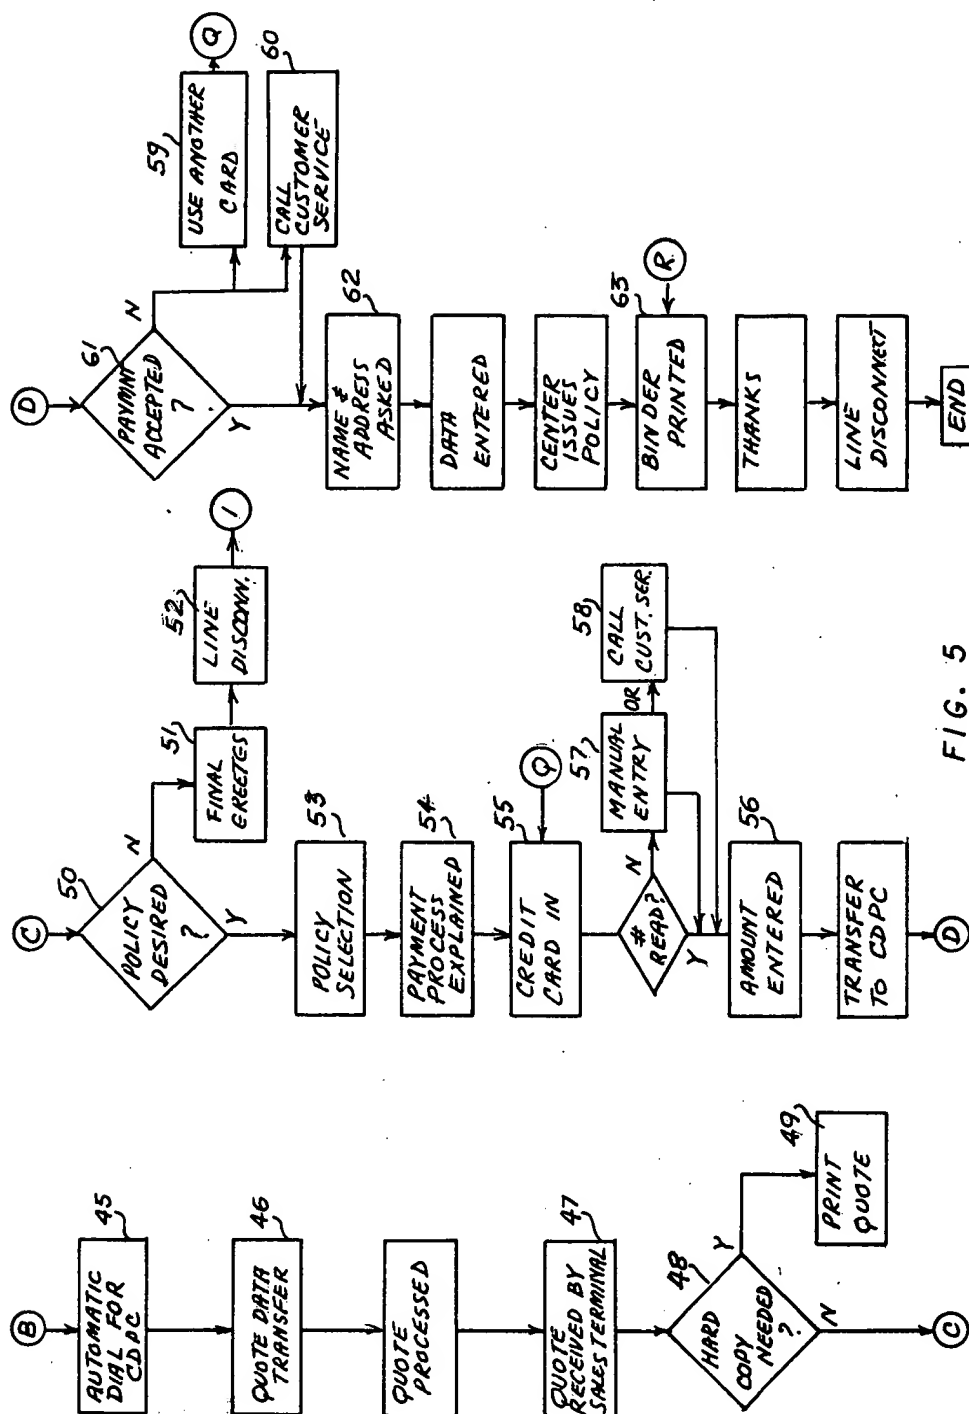 B
45
AUTOMATIC
DIAL FOR
CDPC
46
QUOTE DATA
TRANSFER
QUOTE
PROCESSED
47
QUOTE
RECEIVED BY
SALES TERMINAL
48
HARD
COPY NEEDED
?
Y
N
49
PRINT
QUOTE
C
C
50
POLICY
DESIRED
?
N
Y
51
FINAL
GREETGS
52
LINE
DISCONN.
1
53
POLICY
SELECTION
54
PAYMENT
PROCESS
EXPLAINED
55
CREDIT
CARD IN
Q
#
READ?
N
Y
57
MANUAL
ENTRY
OR
58
CALL
CUST. SER.
56
AMOUNT
ENTERED
TRANSFER
TO CDPC
D
D
61
PAYMNT
ACCEPTED
?
N
Y
59
USE ANOTHER
CARD
Q
60
CALL
CUSTOMER
SERVICE
62
NAME &
ADDRESS
ASKED
DATA
ENTERED
CENTER
ISSUES
POLICY
63
BINDER
PRINTED
R
THANKS
LINE
DISCONNECT
END
FIG. 5